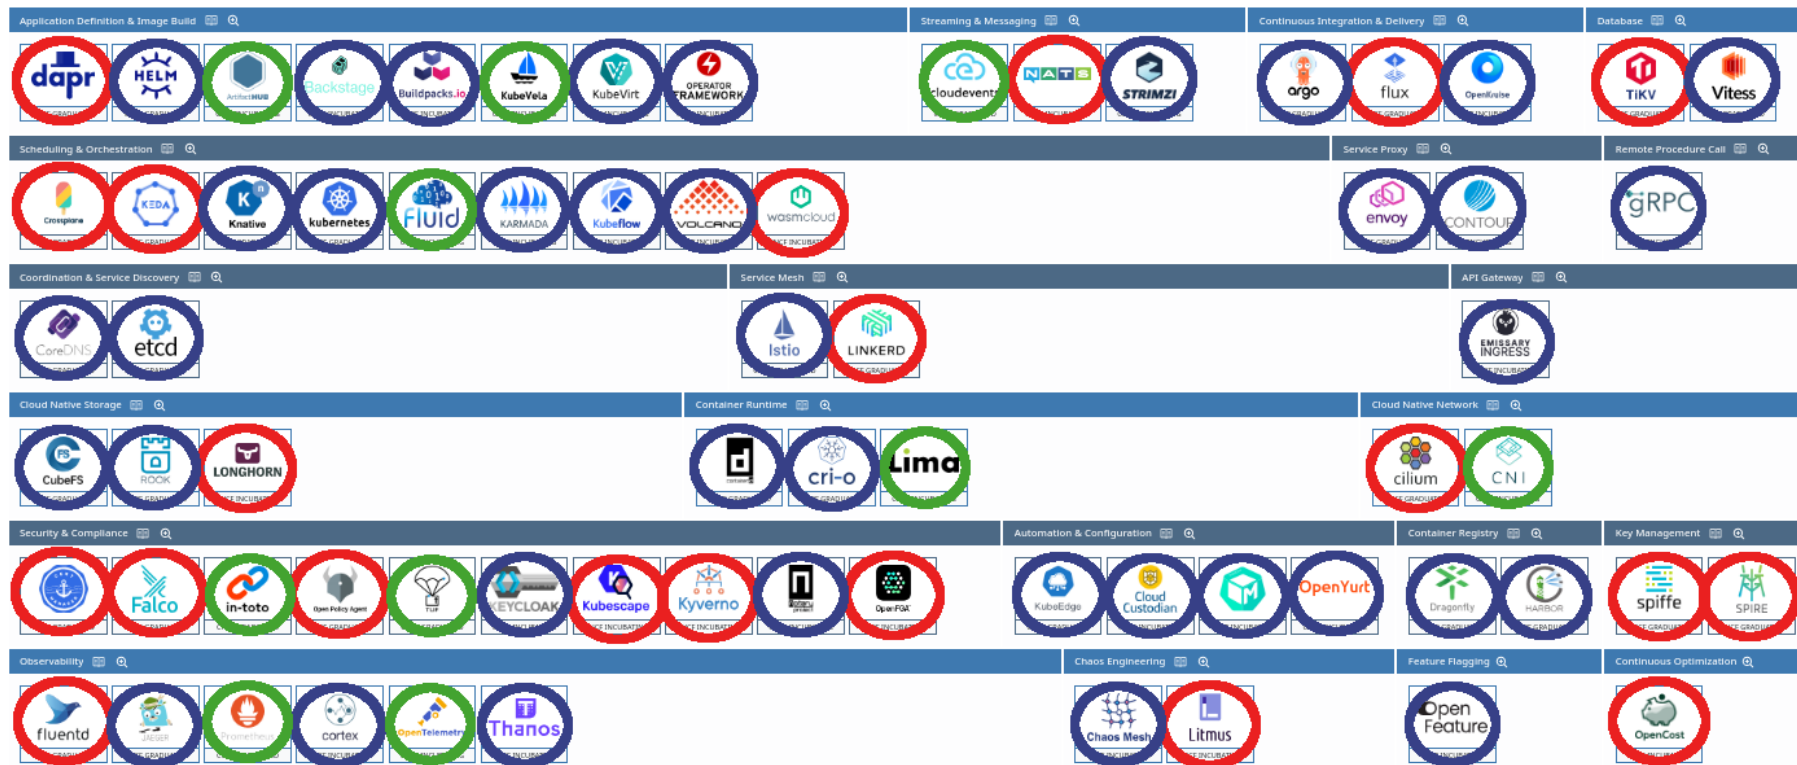 Application Definition & Image Build
Streaming & Messaging
Continuous Integration & Delivery
Database
dapr
HELM
Artifact HUB
Backstage
Buildpacks.io
KubeVela
KubeVirt
OPERATOR FRAMEWORK
cloudevents
NATS
STRIMZI
argo
flux
OpenKruise
TiKV
Vitess
Scheduling & Orchestration
Service Proxy
Remote Procedure Call
Crossplane
KEDA
Knative
kubernetes
Fluid
KARMADA
Kubeflow
VOLCANO
wasmcloud
envoy
CONTOUR
gRPC
Coordination & Service Discovery
Service Mesh
API Gateway
CoreDNS
etcd
Istio
LINKERD
EMISSARY
INGRESS
Cloud Native Storage
Container Runtime
Cloud Native Network
CubeFS
ROOK
LONGHORN
cri-o
Lima
cilium
CNI
Security & Compliance
Automation & Configuration
Container Registry
Key Management
Falco
in-toto
Open Policy Agent
TUF
KEYCLOAK
Kubescape
Kyverno
OpenFGA
KubeEdge
Cloud
Custodian
OpenYurt
Dragonfly
HARBOR
spiffe
SPIRE
Observability
Chaos Engineering
Feature Flagging
Continuous Optimization
fluentd
JAEGER
Prometheus
cortex
OpenTelemetry
Thanos
Chaos Mesh
Litmus
Open
Feature
OpenCost